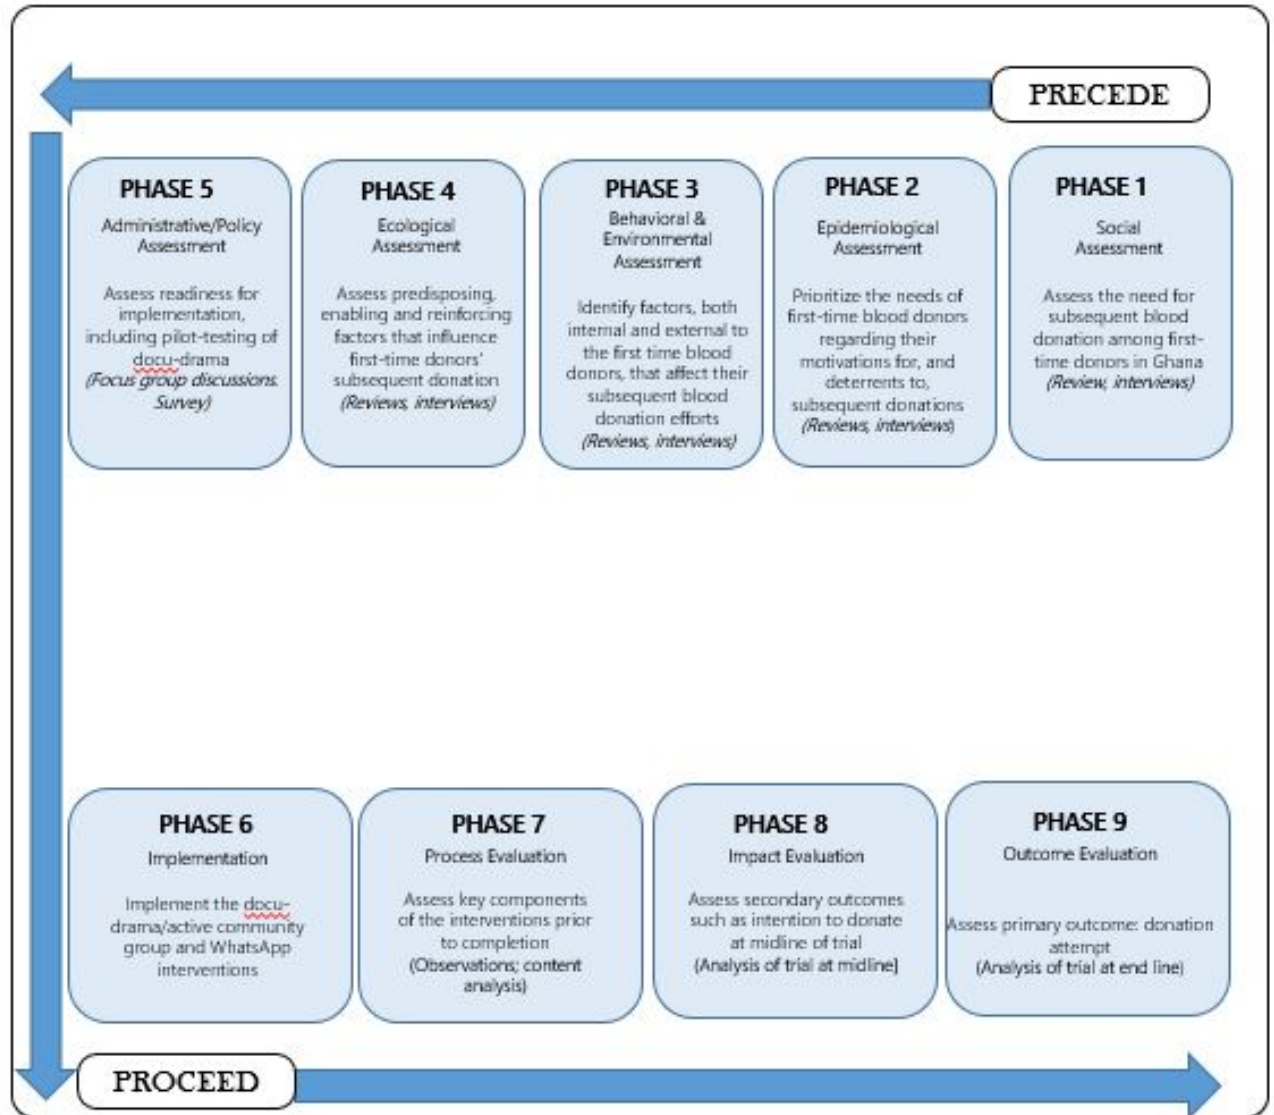 PRECEDE
PHASE 5
Administrative/Policy
Assessment
Assess readiness for
implementation,
including pilot-testing of
docu-drama
(Focus group discussions.
Survey)
PHASE 4
Ecological
Assessment
Assess predisposing,
enabling and reinforcing
factors that influence
first-time donors'
subsequent donation
(Reviews, interviews)
PHASE 3
Behavioral &
Environmental
Assessment
Identify factors, both
internal and external to
the first time blood
donors, that affect their
subsequent blood
donation efforts
(Reviews, interviews)
PHASE 2
Epidemiological
Assessment
Prioritize the needs of
first-time blood donors
regarding their
motivations for, and
deterrents to,
subsequent donations
(Reviews, interviews)
PHASE 1
Social
Assessment
Assess the need for
subsequent blood
donation among first-
time donors in Ghana
(Review, interviews)
PHASE 6
Implementation
Implement the docu-
drama/active community
group and WhatsApp
interventions
PHASE 7
Process Evaluation
Assess key components
of the interventions prior
to completion
(Observations; content
analysis)
PHASE 8
Impact Evaluation
Assess secondary outcomes
such as intention to donate
at midline of trial
(Analysis of trial at midline]
PHASE 9
Outcome Evaluation
Assess primary outcome: donation
attempt
(Analysis of trial at end line)
PROCEED